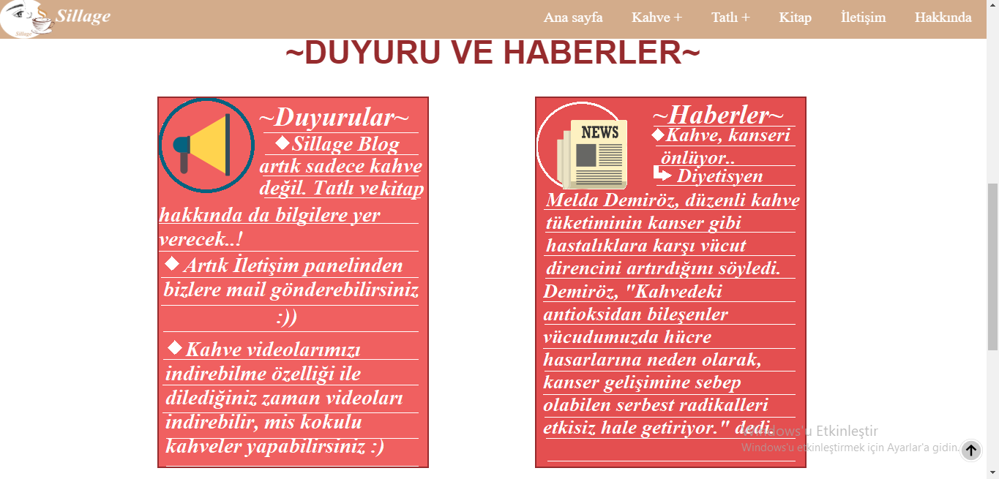 Sillage
Sillage
Ana sayfa Kahve + Tatlı + Kitap İletişim Hakkında
~DUYURU VE HABERLER~
~Duyurular~
Sillage Blog
artık sadece kahve
değil. Tatlı ve kitap
hakkında da bilgilere yer
verecek..!
Artık İletişim panelinden
bizlere mail gönderebilirsiniz
:))
Kahve videolarımızı
indirebilme özelliği ile
dilediğiniz zaman videoları
indirebilir, mis kokulu
kahveler yapabilirsiniz :)
NEWS
~Haberler~
Kahve, kanseri
önlüyor..
Diyetisyen
Melda Demiröz, düzenli kahve
tüketiminin kanser gibi
hastalıklara karşı vücut
direncini artırdığını söyledi.
Demiröz, "Kahvedeki
antioksidan bileşenler
vücudumuzda hücre
hasarlarına neden olarak,
kanser gelişimine sebep
olabilen serbest radikalleri
etkisiz hale getiriyor." dedi.
Windows'u Etkinleştir
Windows'u etkinleştirmek için Ayarlar'a gidin.